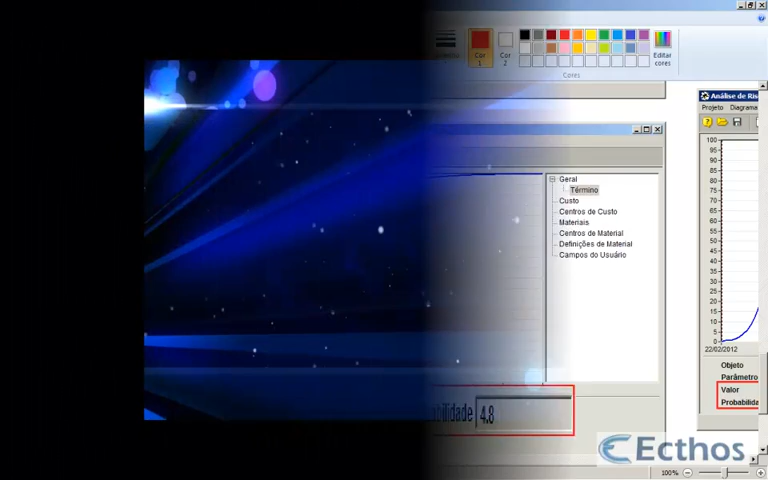 Cor
1
Cor
2
Editar
cores
Cores
Geral
Término
Custo
Centros de Custo
Materiais
Centros de Material
Definições de Material
Campos do Usuário
abilidade 4.8
Análise de Ris
Projeto Diagrama
100
95
90
85
80
75
70
65
60
55
50
45
40
35
30
25
20
15
10
5
0
22/02/2012
Objeto
Parâmetro
Valor
Probabilida
Ecthos
100%